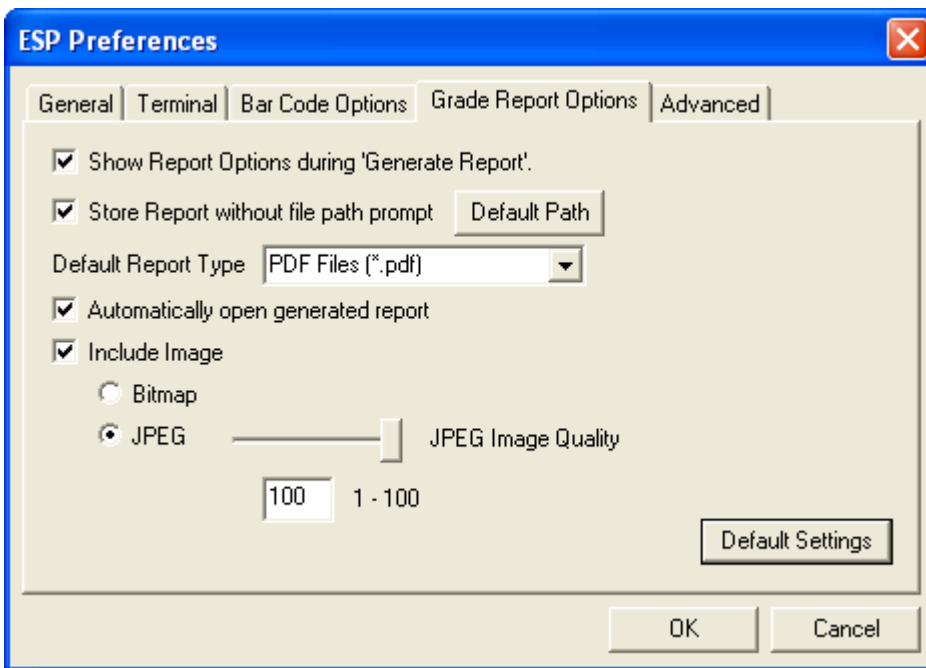 ESP Preferences
General Terminal Bar Code Options Grade Report Options Advanced
Show Report Options during 'Generate Report'.
Store Report without file path prompt Default Path
Default Report Type PDF Files (*.pdf)
Automatically open generated report
Include Image
Bitmap
JPEG JPEG Image Quality
100 1 - 100
Default Settings
OK Cancel